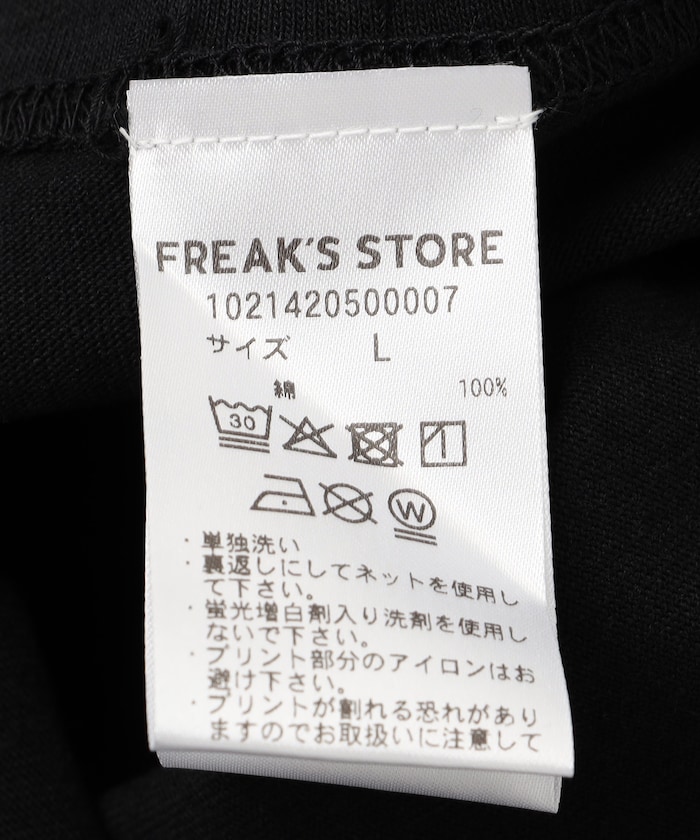 FREAK'S STORE
1021420500007
サイズ L
綿 100%
30
W
・単独洗い
・裏返しにしてネットを使用し
て下さい。
・蛍光増白剤入り洗剤を使用し
ないで下さい。
・プリント部分のアイロンはお
避け下さい。
・プリントが割れる恐れがあり
ますのでお取扱いに注意して